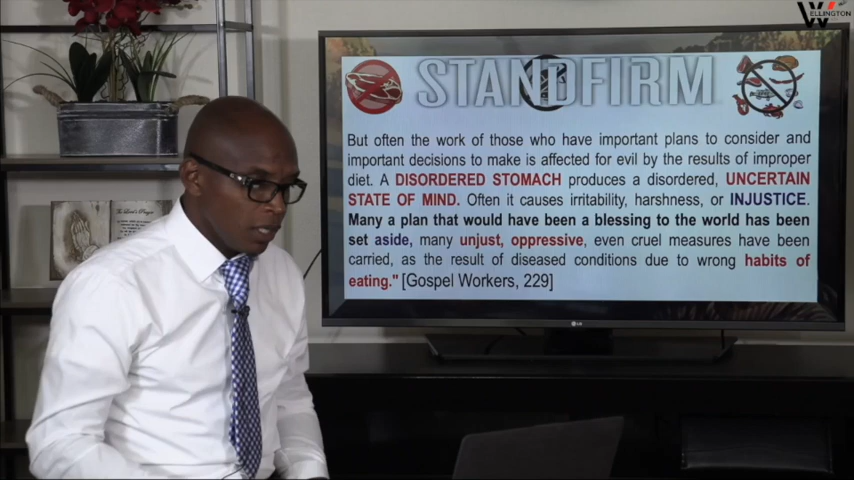 WELLINGTON
STANDFIRM
But often the work of those who have important plans to consider and
important decisions to make is affected for evil by the results of improper
diet. A DISORDERED STOMACH produces a disordered, UNCERTAIN
STATE OF MIND. Often it causes irritability, harshness, or INJUSTICE.
Many a plan that would have been a blessing to the world has been
set aside, many unjust, oppressive, even cruel measures have been
carried, as the result of diseased conditions due to wrong habits of
eating." [Gospel Workers, 229]
The Lord's Prayer
LG